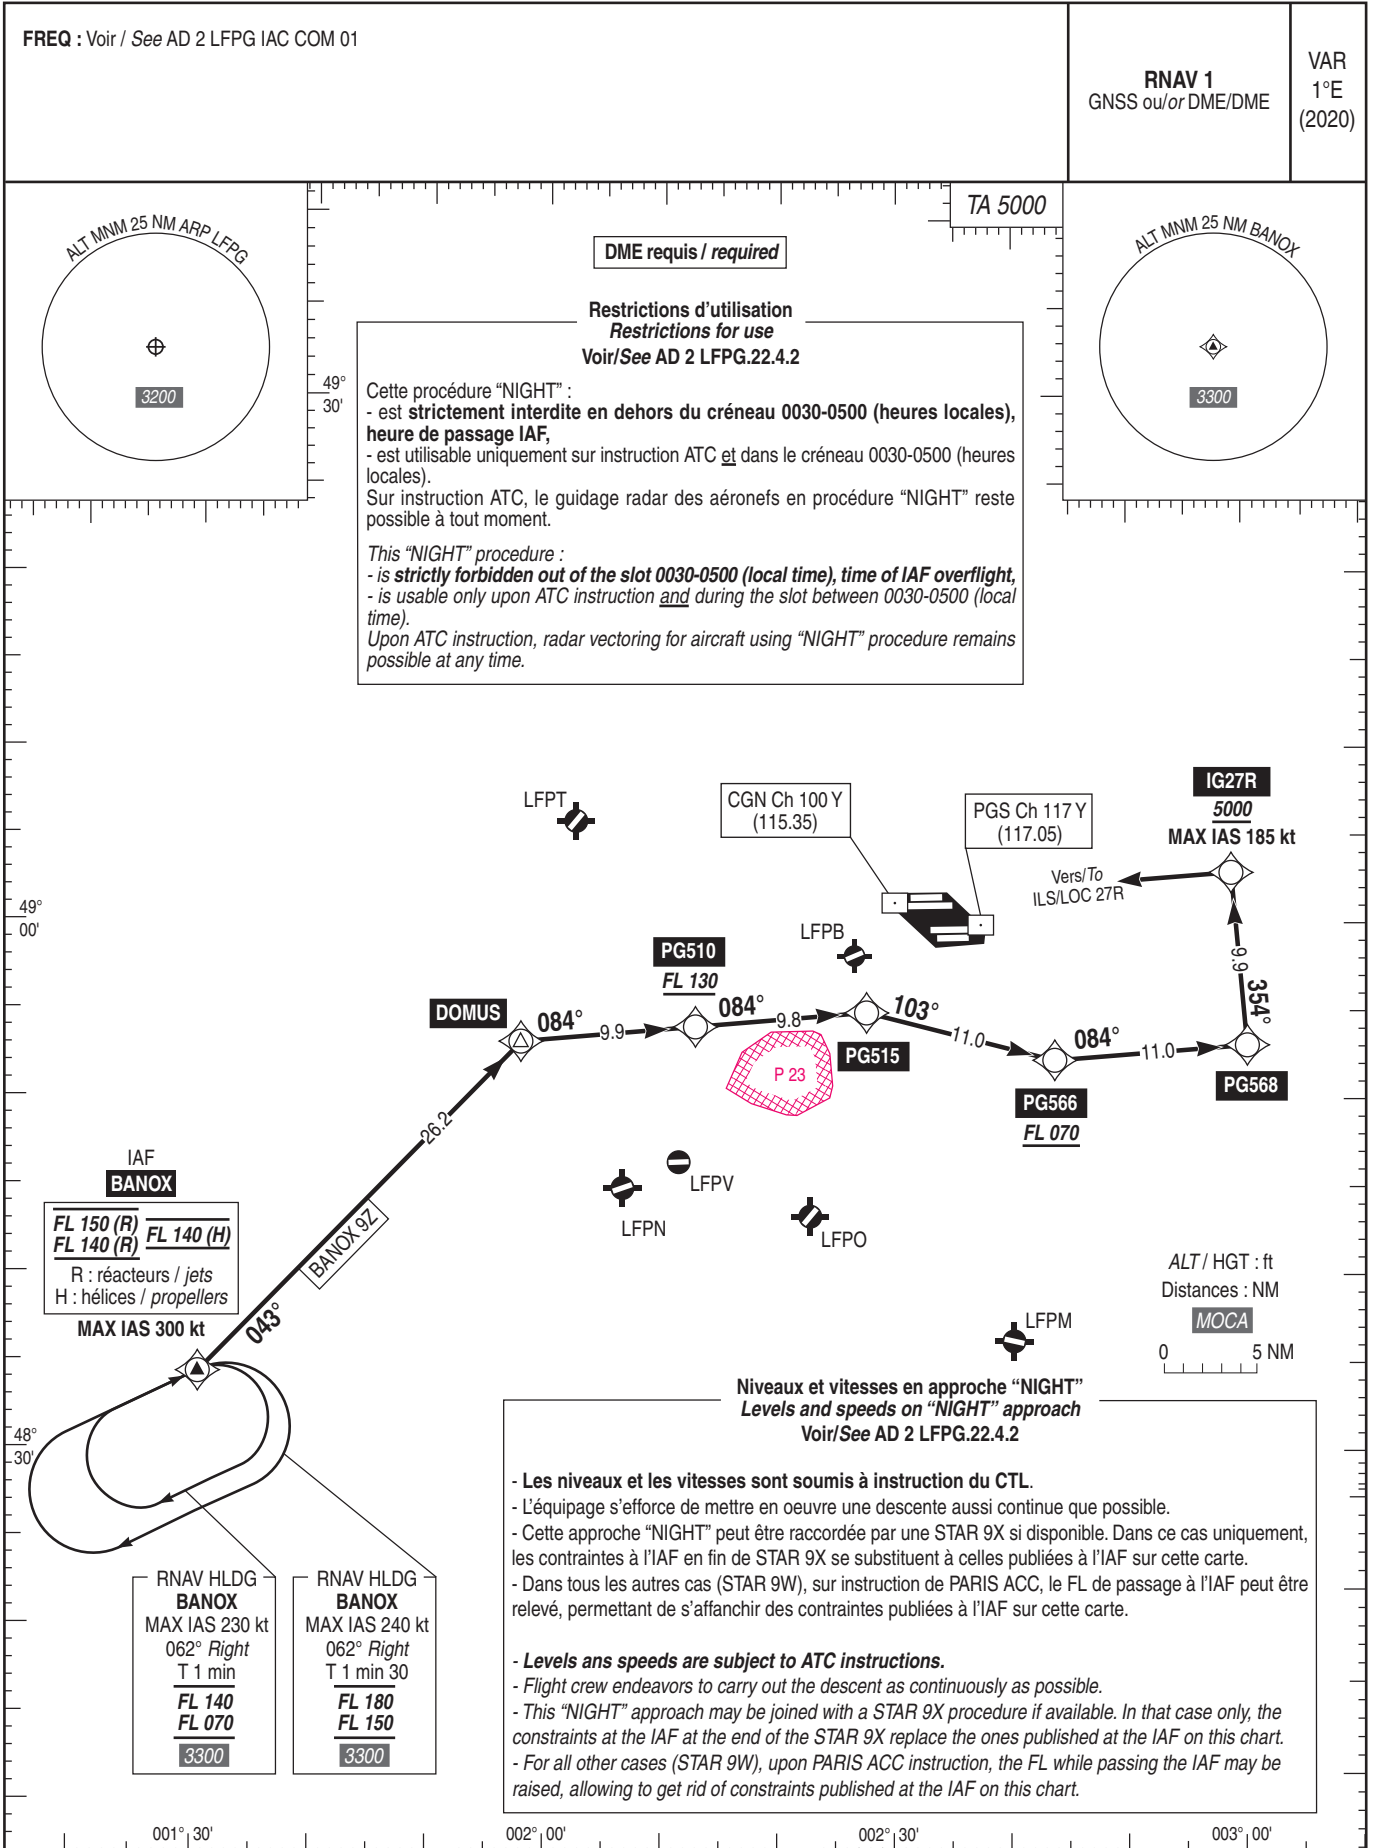 FREQ : Voir / See AD 2 LFPG IAC COM 01
RNAV 1
GNSS ou/or DME/DME
VAR
1°E
(2020)
ALT MNM 25 NM ARP LFPG
3200
TA 5000
ALT MNM 25 NM BANOX
3300
DME requis / required
Restrictions d'utilisation
Restrictions for use
Voir/See AD 2 LFPG.22.4.2
Cette procédure “NIGHT” :
- est strictement interdite en dehors du créneau 0030-0500 (heures locales),
heure de passage IAF,
- est utilisable uniquement sur instruction ATC et dans le créneau 0030-0500 (heures
locales).
Sur instruction ATC, le guidage radar des aéronefs en procédure “NIGHT” reste
possible à tout moment.
This “NIGHT” procedure :
- is strictly forbidden out of the slot 0030-0500 (local time), time of IAF overflight,
- is usable only upon ATC instruction and during the slot between 0030-0500 (local
time).
Upon ATC instruction, radar vectoring for aircraft using “NIGHT” procedure remains
possible at any time.
49°
30'
LFPT
CGN Ch 100 Y
(115.35)
PGS Ch 117 Y
(117.05)
IG27R
5000
MAX IAS 185 kt
Vers/To
ILS/LOC 27R
49°
00'
LFPB
PG510
FL 130
DOMUS
084°
9.9
084°
9.8
103°
11.0
084°
11.0
9.9
354°
PG515
P 23
PG568
PG566
FL 070
26.2
IAF
BANOX
FL 150 (R)
FL 140 (R)
FL 140 (H)
R : réacteurs / jets
H : hélices / propellers
MAX IAS 300 kt
BANOX 9Z
043°
LFPV
LFPN
LFPO
LFPM
ALT / HGT : ft
Distances : NM
MOCA
0
5 NM
48°
30'
Niveaux et vitesses en approche “NIGHT”
Levels and speeds on “NIGHT” approach
Voir/See AD 2 LFPG.22.4.2
- Les niveaux et les vitesses sont soumis à instruction du CTL.
- L'équipage s'efforce de mettre en oeuvre une descente aussi continue que possible.
- Cette approche “NIGHT” peut être raccordée par une STAR 9X si disponible. Dans ce cas uniquement,
les contraintes à l'IAF en fin de STAR 9X se substituent à celles publiées à l'IAF sur cette carte.
- Dans tous les autres cas (STAR 9W), sur instruction de PARIS ACC, le FL de passage à l'IAF peut être
relevé, permettant de s'affanchir des contraintes publiées à l'IAF sur cette carte.
- Levels ans speeds are subject to ATC instructions.
- Flight crew endeavors to carry out the descent as continuously as possible.
- This “NIGHT” approach may be joined with a STAR 9X procedure if available. In that case only, the
constraints at the IAF at the end of the STAR 9X replace the ones published at the IAF on this chart.
- For all other cases (STAR 9W), upon PARIS ACC instruction, the FL while passing the IAF may be
raised, allowing to get rid of constraints published at the IAF on this chart.
RNAV HLDG
BANOX
MAX IAS 230 kt
062° Right
T 1 min
FL 140
FL 070
3300
RNAV HLDG
BANOX
MAX IAS 240 kt
062° Right
T 1 min 30
FL 180
FL 150
3300
001° 30'
002° 00'
002° 30'
003° 00'